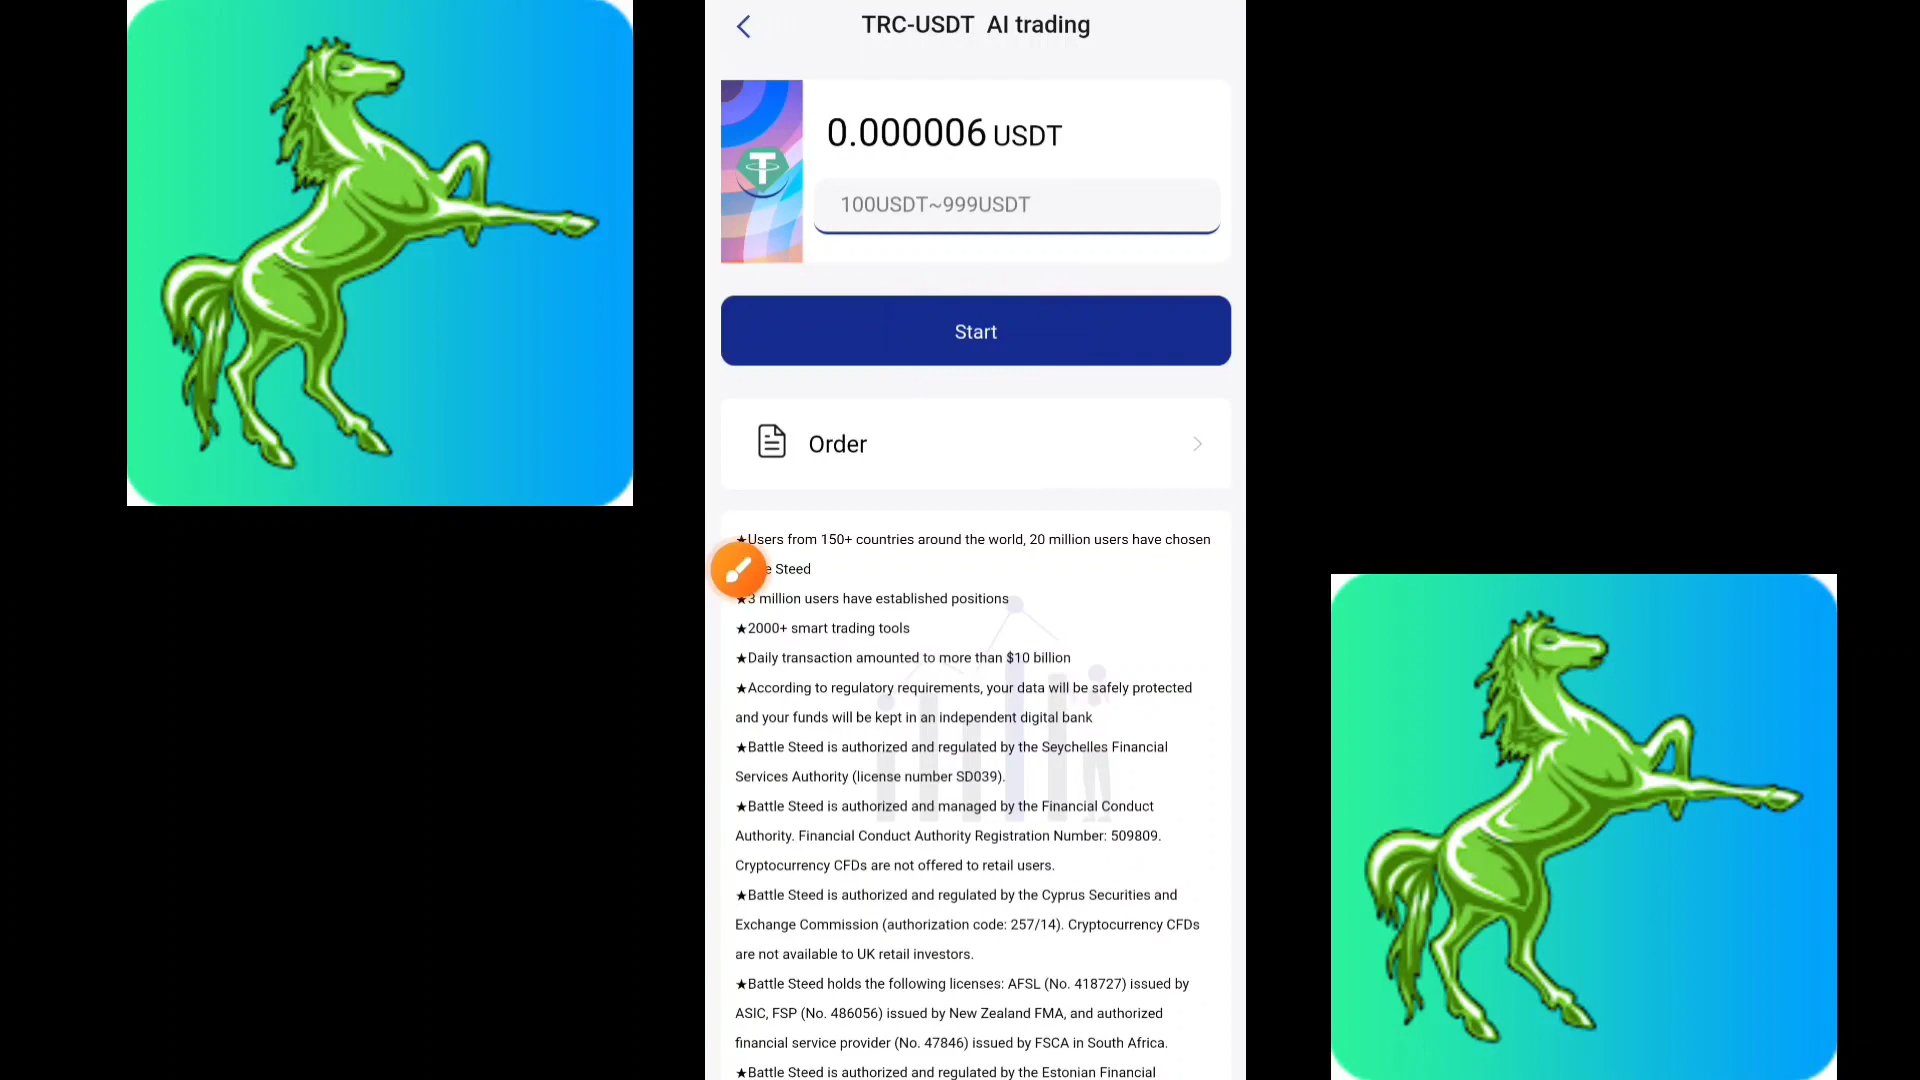 TRC-USDT AI trading
0.000006 USDT
100USDT~999USDT
Start
Order
★Users from 150+ countries around the world, 20 million users have chosen
e Steed
★3 million users have established positions
★2000+ smart trading tools
★Daily transaction amounted to more than $10 billion
★According to regulatory requirements, your data will be safely protected
and your funds will be kept in an independent digital bank
★Battle Steed is authorized and regulated by the Seychelles Financial
Services Authority (license number SD039).
★Battle Steed is authorized and managed by the Financial Conduct
Authority. Financial Conduct Authority Registration Number: 509809.
Cryptocurrency CFDs are not offered to retail users.
★Battle Steed is authorized and regulated by the Cyprus Securities and
Exchange Commission (authorization code: 257/14). Cryptocurrency CFDs
are not available to UK retail investors.
★Battle Steed holds the following licenses: AFSL (No. 418727) issued by
ASIC, FSP (No. 486056) issued by New Zealand FMA, and authorized
financial service provider (No. 47846) issued by FSCA in South Africa.
★Battle Steed is authorized and regulated by the Estonian Financial